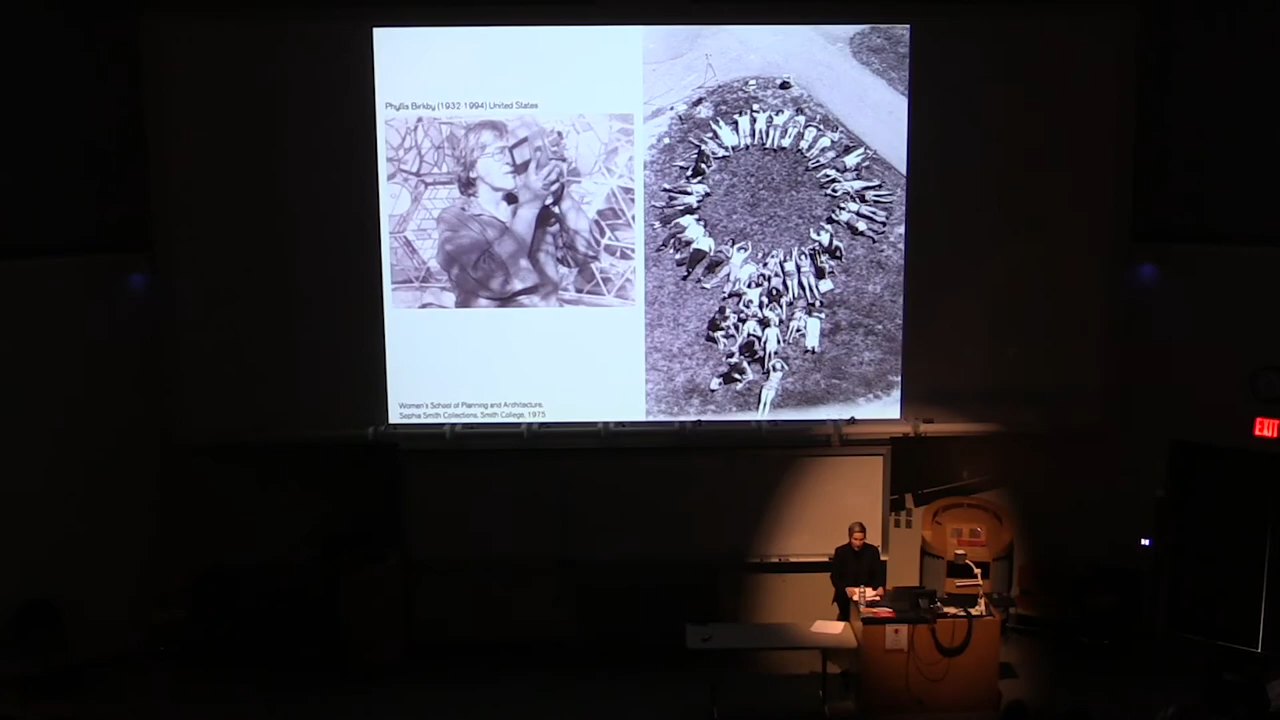 Phyllis Birkby (1932 1994) United States
Women's School of Planning and Architecture,
Sophia Smith Collections, Smith College, 1975
EXIT